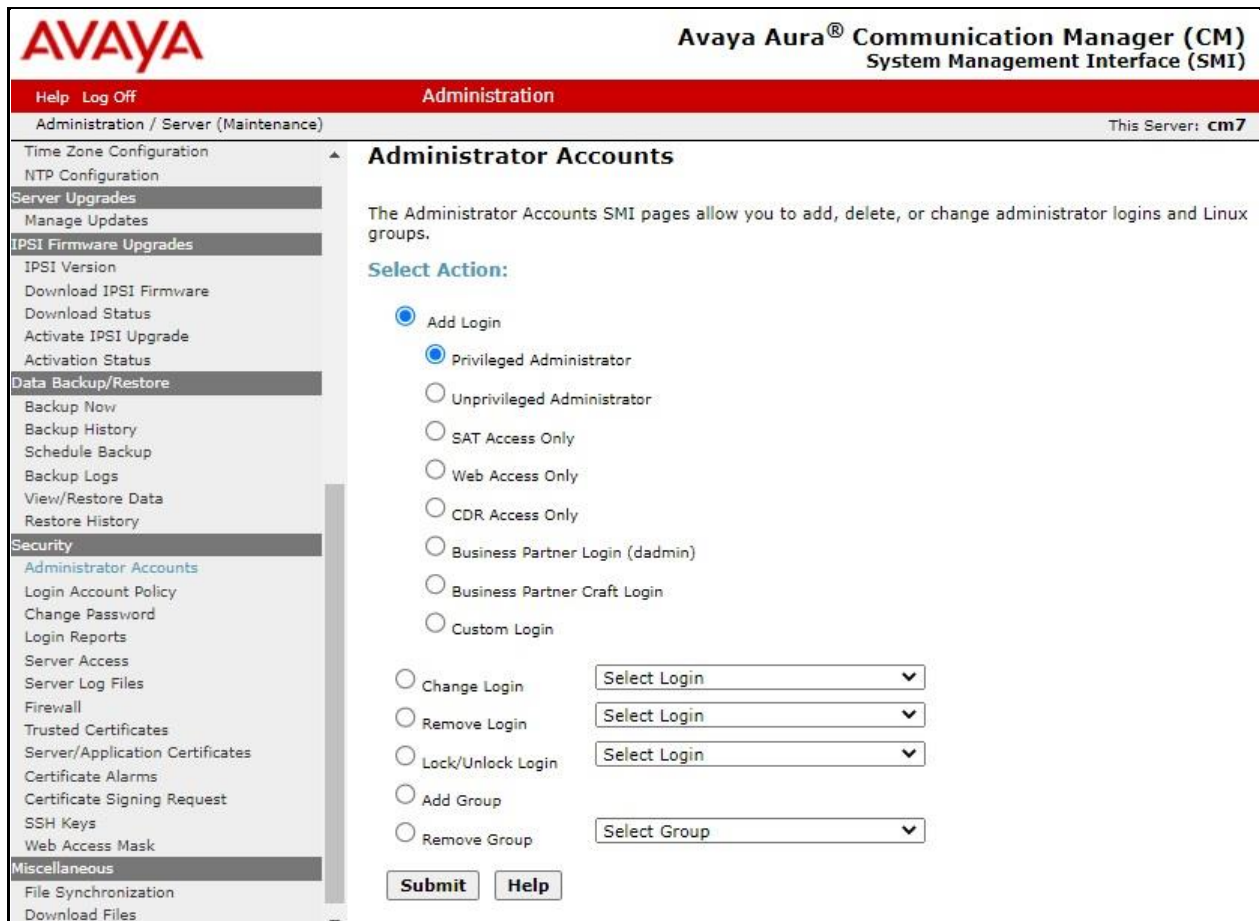 AVAYA
Avaya Aura® Communication Manager (CM)
System Management Interface (SMI)
Help Log Off
Administration
Administration / Server (Maintenance)
This Server: cm7
Time Zone Configuration
NTP Configuration
Server Upgrades
Manage Updates
IPSI Firmware Upgrades
IPSI Version
Download IPSI Firmware
Download Status
Activate IPSI Upgrade
Activation Status
Data Backup/Restore
Backup Now
Backup History
Schedule Backup
Backup Logs
View/Restore Data
Restore History
Security
Administrator Accounts
Login Account Policy
Change Password
Login Reports
Server Access
Server Log Files
Firewall
Trusted Certificates
Server/Application Certificates
Certificate Alarms
Certificate Signing Request
SSH Keys
Web Access Mask
Miscellaneous
File Synchronization
Download Files
Administrator Accounts
The Administrator Accounts SMI pages allow you to add, delete, or change administrator logins and Linux
groups.
Select Action:
Add Login
Privileged Administrator
Unprivileged Administrator
SAT Access Only
Web Access Only
CDR Access Only
Business Partner Login (dadmin)
Business Partner Craft Login
Custom Login
Change Login Select Login
Remove Login Select Login
Lock/Unlock Login Select Login
Add Group
Remove Group Select Group
Submit Help